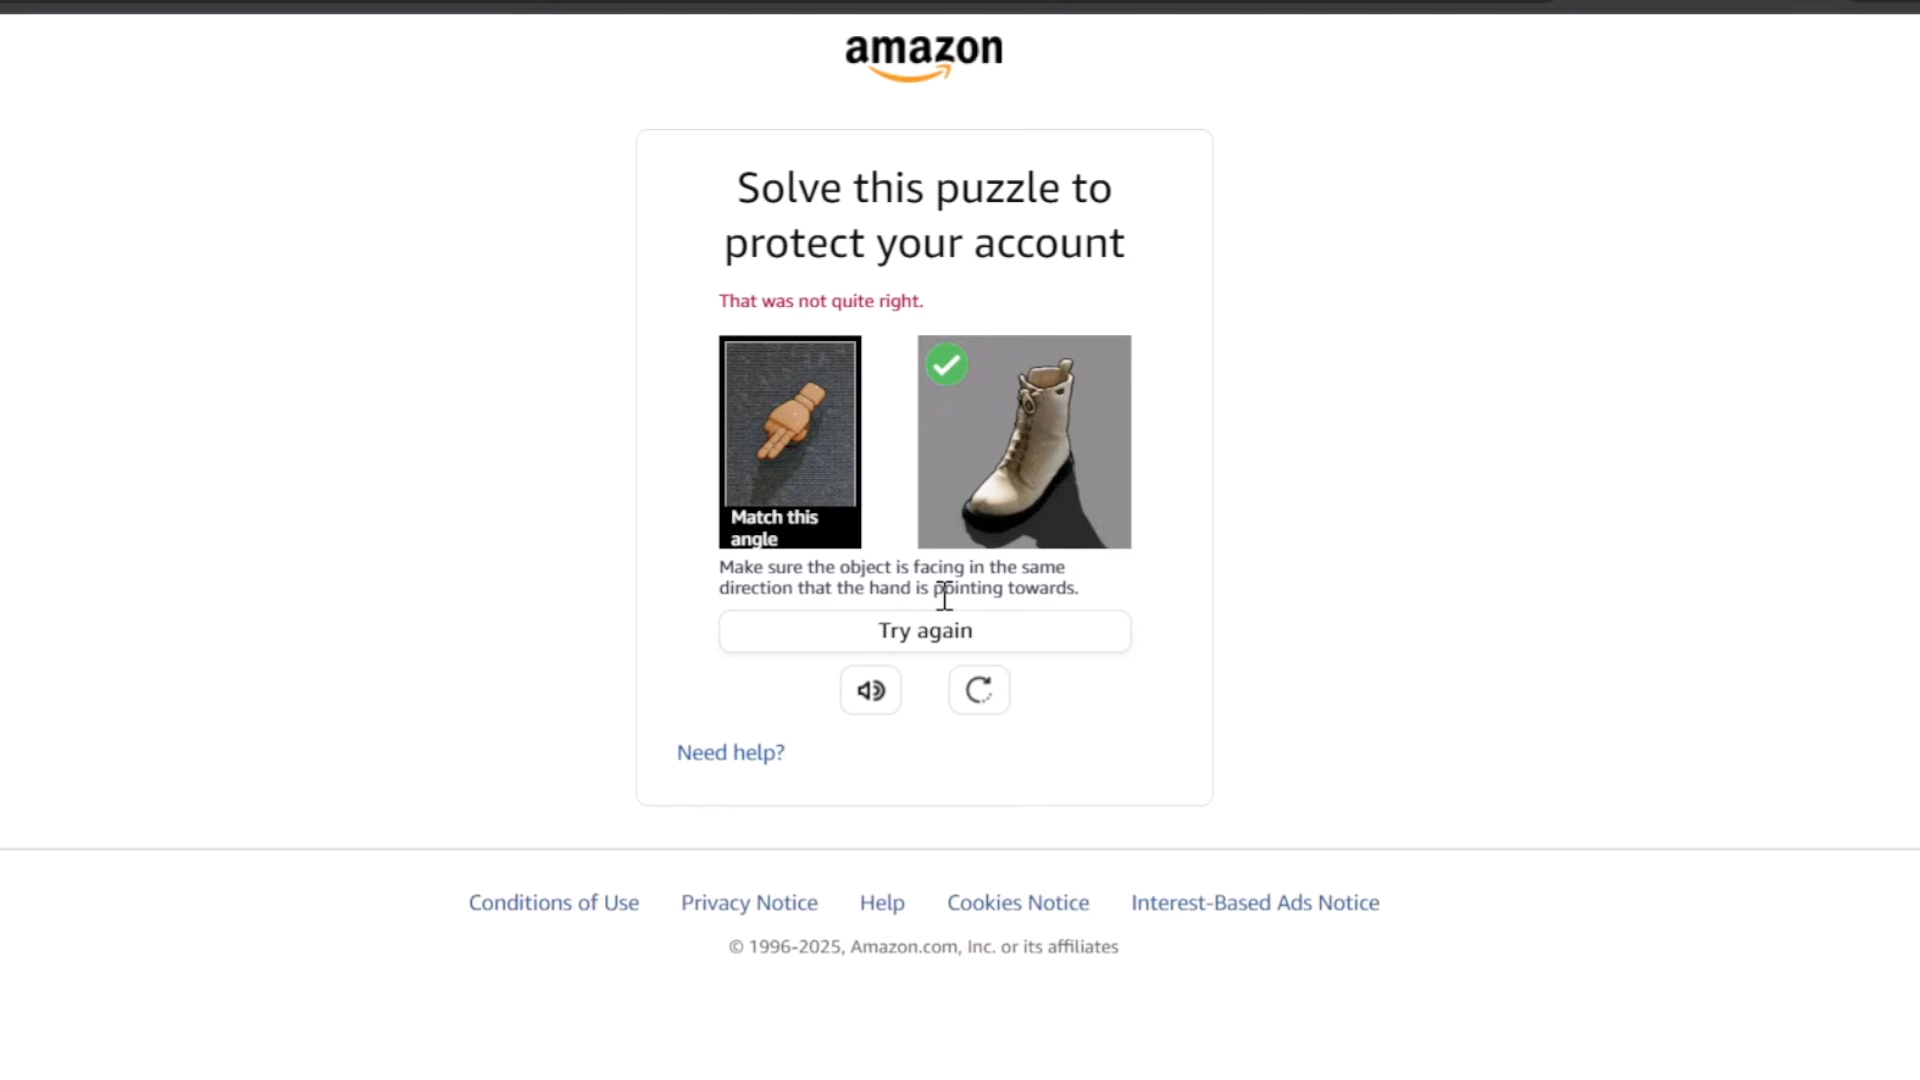 amazon
Solve this puzzle to
protect your account
That was not quite right.
Match this
angle
Make sure the object is facing in the same
direction that the hand is pointing towards.
Try again
Need help?
Conditions of Use Privacy Notice Help Cookies Notice Interest-Based Ads Notice
© 1996-2025, Amazon.com, Inc. or its affiliates